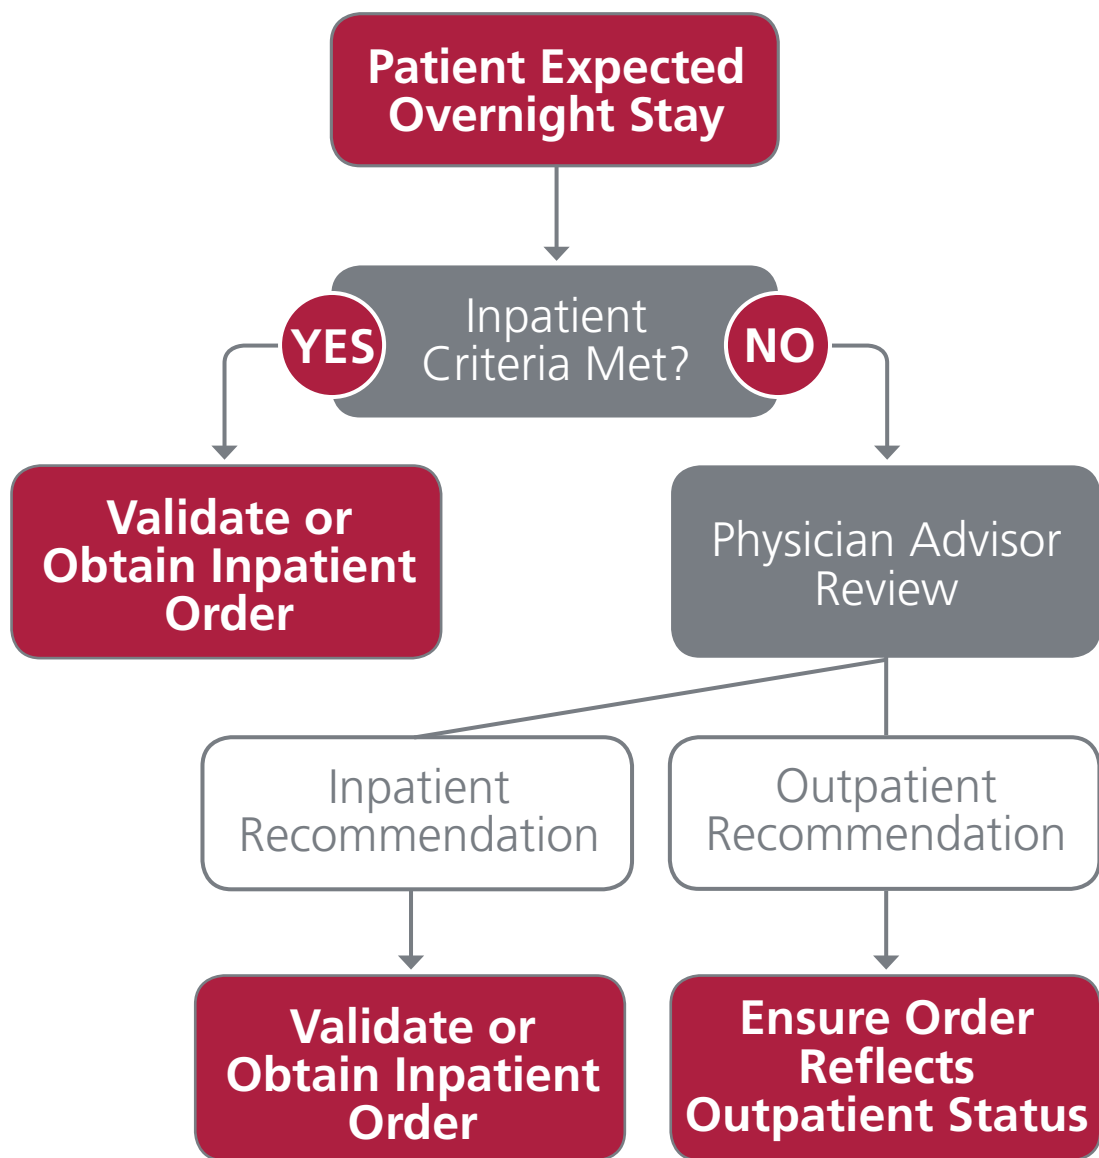 Patient Expected
Overnight Stay
Inpatient
Criteria Met?
YES
NO
Validate or
Obtain Inpatient
Order
Physician Advisor
Review
Inpatient
Recommendation
Outpatient
Recommendation
Validate or
Obtain Inpatient
Order
Ensure Order
Reflects
Outpatient Status